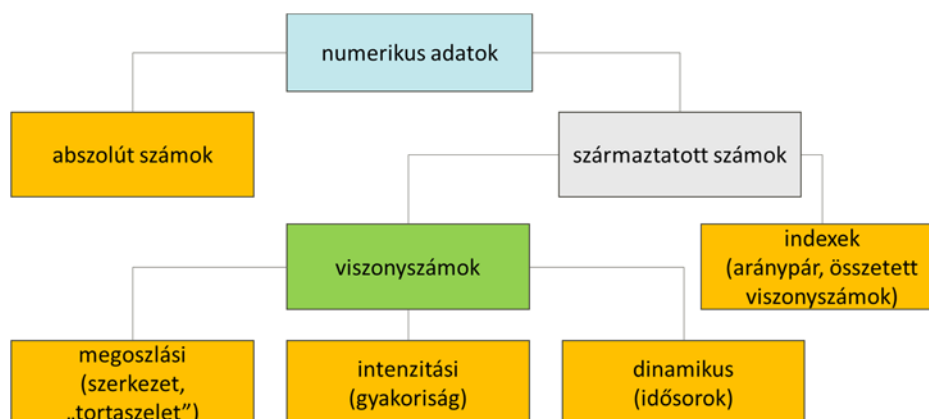 numerikus adatok
abszolút számok
származtatott számok
viszonyszámok
indexek
(aránypár, összetett
viszonyszámok)
megoszlási
(szerkezet,
„tortaszelet”)
intenzitási
(gyakoriság)
dinamikus
(idősorok)